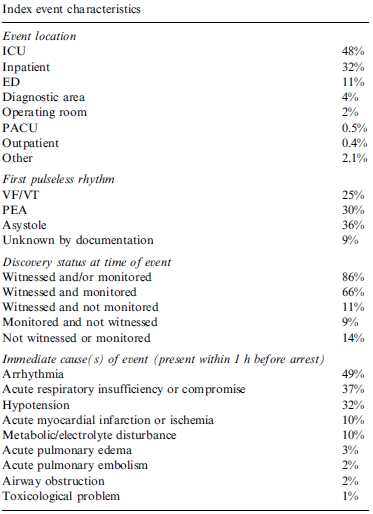 Index event characteristics
Event location
ICU 48%
Inpatient 32%
ED 11%
Diagnostic area 4%
Operating room 2%
PACU 0.5%
Outpatient 0.4%
Other 2.1%
First pulseless rhythm
VF/VT 25%
PEA 30%
Asystole 36%
Unknown by documentation 9%
Discovery status at time of event
Witnessed and/or monitored 86%
Witnessed and monitored 66%
Witnessed and not monitored 11%
Monitored and not witnessed 9%
Not witnessed or monitored 14%
Immediate cause(s) of event (present within 1 h before arrest)
Arrhythmia 49%
Acute respiratory insufficiency or compromise 37%
Hypotension 32%
Acute myocardial infarction or ischemia 10%
Metabolic/electrolyte disturbance 10%
Acute pulmonary edema 3%
Acute pulmonary embolism 2%
Airway obstruction 2%
Toxicological problem 1%